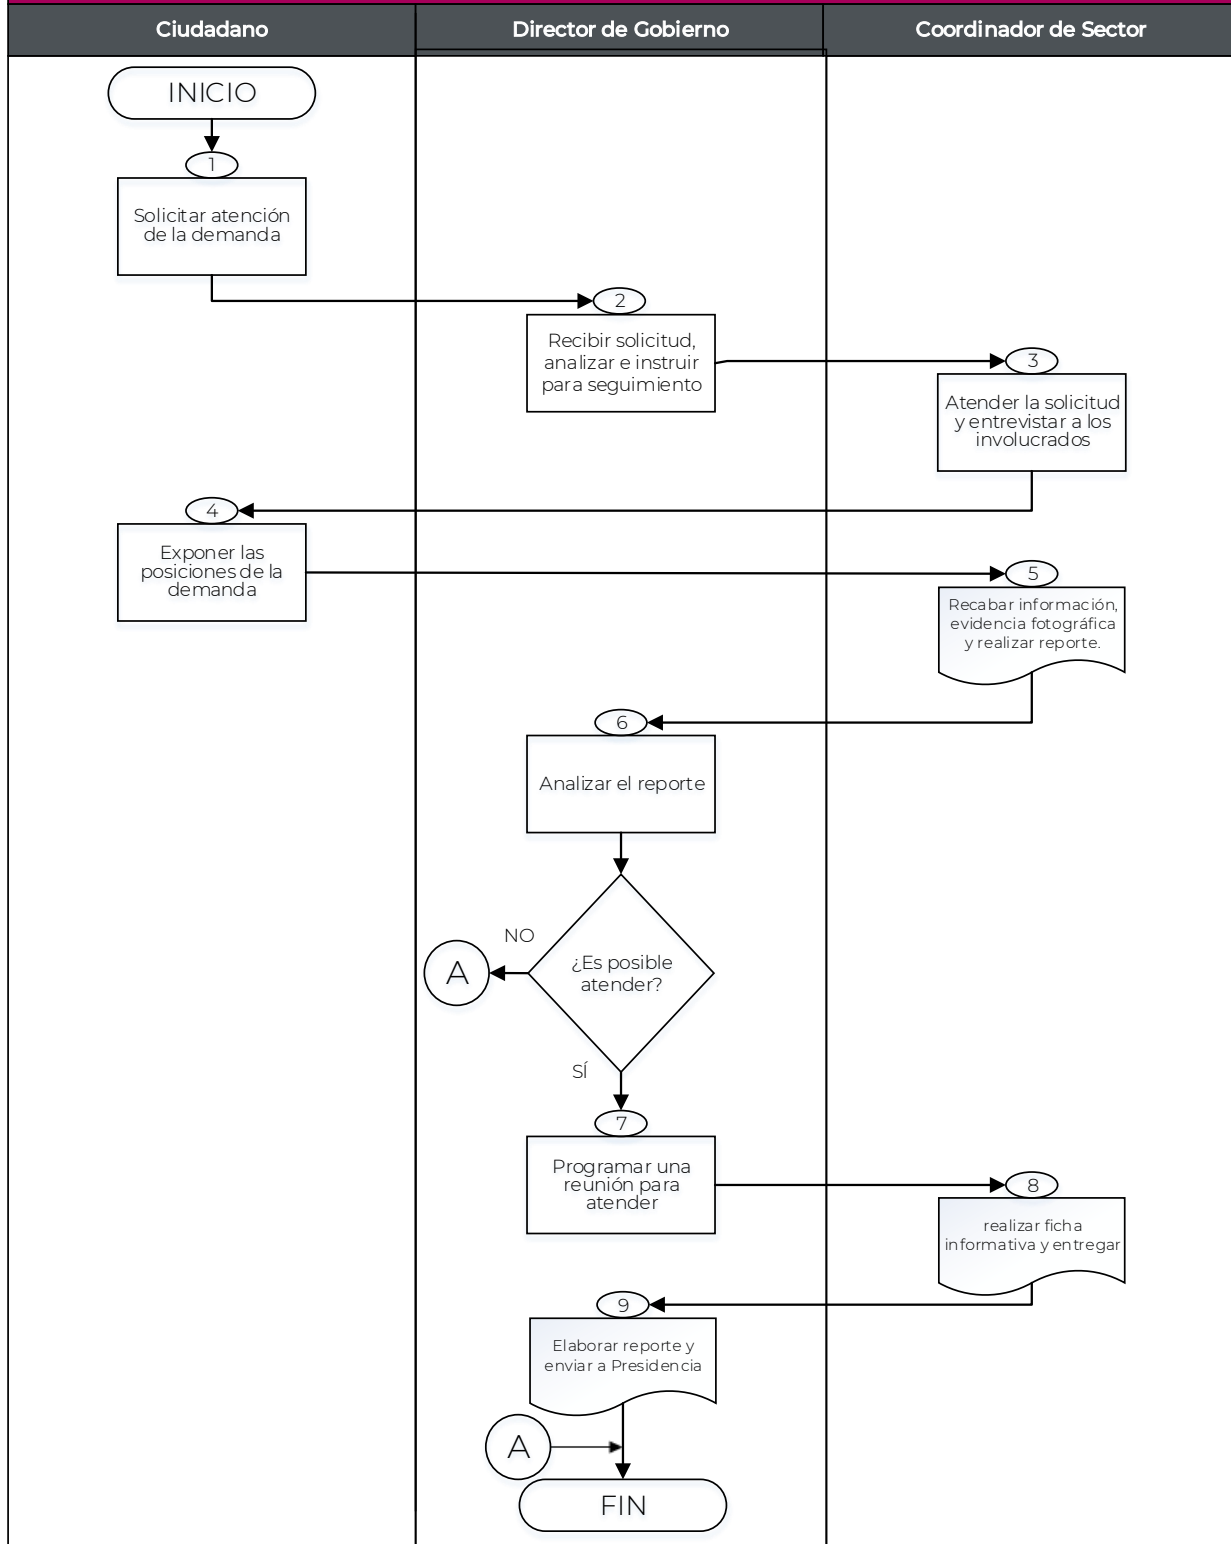 Ciudadano
Director de Gobierno
Coordinador de Sector
INICIO
1
Solicitar atención
de la demanda
2
Recibir solicitud,
analizar e instruir
para seguimiento
3
Atender la solicitud
y entrevistar a los
involucrados
4
Exponer las
posiciones de la
demanda
5
Recabar información,
evidencia fotográfica
y realizar reporte.
6
Analizar el reporte
NO
A
¿Es posible
atender?
SÍ
7
Programar una
reunión para
atender
8
realizar ficha
informativa y entregar
9
Elaborar reporte y
enviar a Presidencia
A
FIN